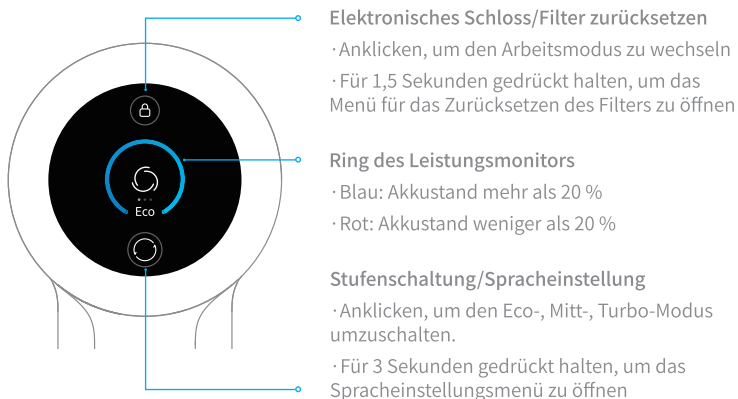 Elektronisches Schloss/Filter zurücksetzen
·Anklicken, um den Arbeitsmodus zu wechseln
·Für 1,5 Sekunden gedrückt halten, um das
Menü für das Zurücksetzen des Filters zu öffnen
Ring des Leistungsmonitors
·Blau: Akkustand mehr als 20 %
·Rot: Akkustand weniger als 20 %
Eco
Stufenschaltung/Spracheinstellung
·Anklicken, um den Eco-, Mitt-, Turbo-Modus
umzuschalten.
·Für 3 Sekunden gedrückt halten, um das
Spracheinstellungsmenü zu öffnen